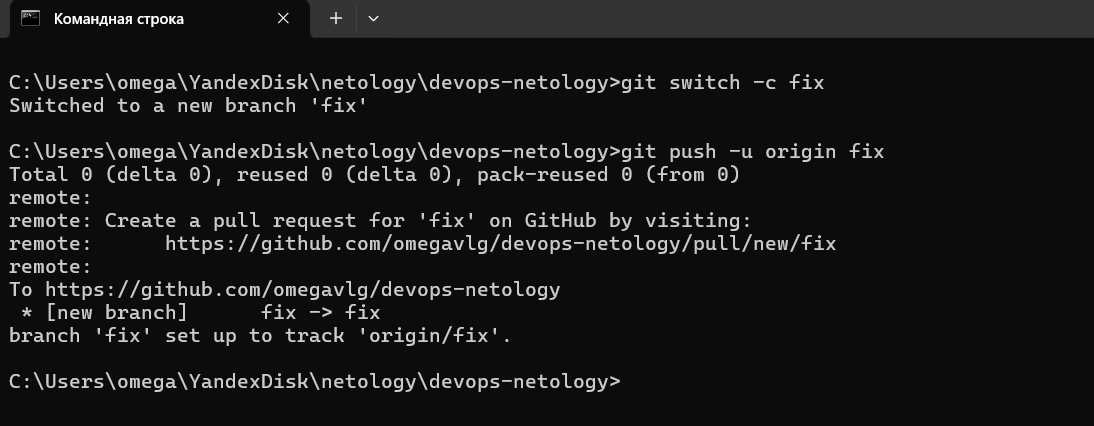 Командная строка
C:\Users\omega\YandexDisk\netology\devops-netology>git switch -c fix
Switched to a new branch 'fix'
C:\Users\omega\YandexDisk\netology\devops-netology>git push -u origin fix
Total 0 (delta 0), reused 0 (delta 0), pack-reused 0 (from 0)
remote:
remote: Create a pull request for 'fix' on GitHub by visiting:
remote:      https://github.com/omegavlg/devops-netology/pull/new/fix
remote:
To https://github.com/omegavlg/devops-netology
 * [new branch]      fix -> fix
branch 'fix' set up to track 'origin/fix'.
C:\Users\omega\YandexDisk\netology\devops-netology>